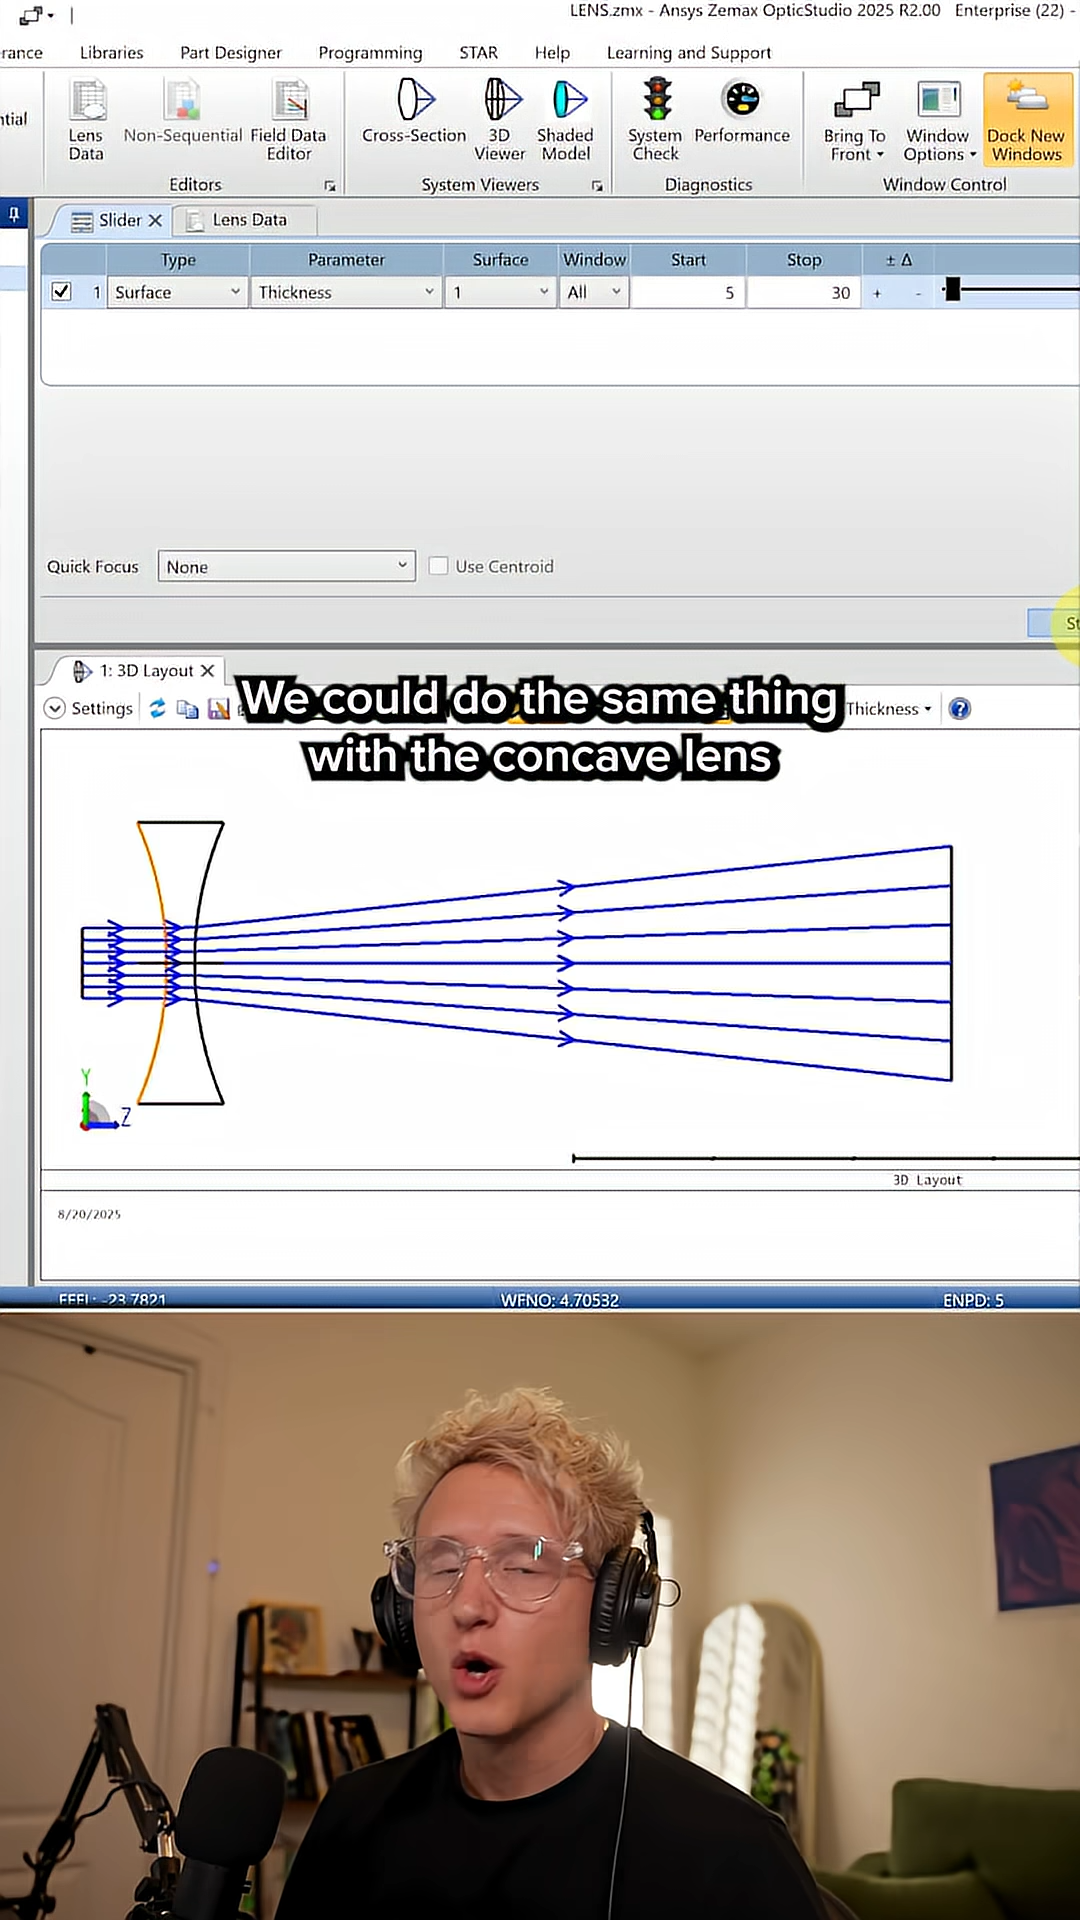 LENS.zmx - Ansys Zemax OpticStudio 2025 R2.00 Enterprise (22) -
rance Libraries Part Designer Programming STAR Help Learning and Support
ntial
Lens Data
Non-Sequential
Field Data Editor
Cross-Section
3D Viewer
Shaded Model
System Check
Performance
Bring To Front
Window Options
Dock New Windows
Editors System Viewers Diagnostics Window Control
Slider Lens Data
Type Parameter Surface Window Start Stop ± Δ
1 Surface Thickness 1 All 5 30 + -
Quick Focus None Use Centroid
St
1: 3D Layout
Settings Thickness
We could do the same thing
with the concave lens
Y
Z
3D Layout
8/20/2025
EFFL: -23.7821 WFNO: 4.70532 ENPD: 5